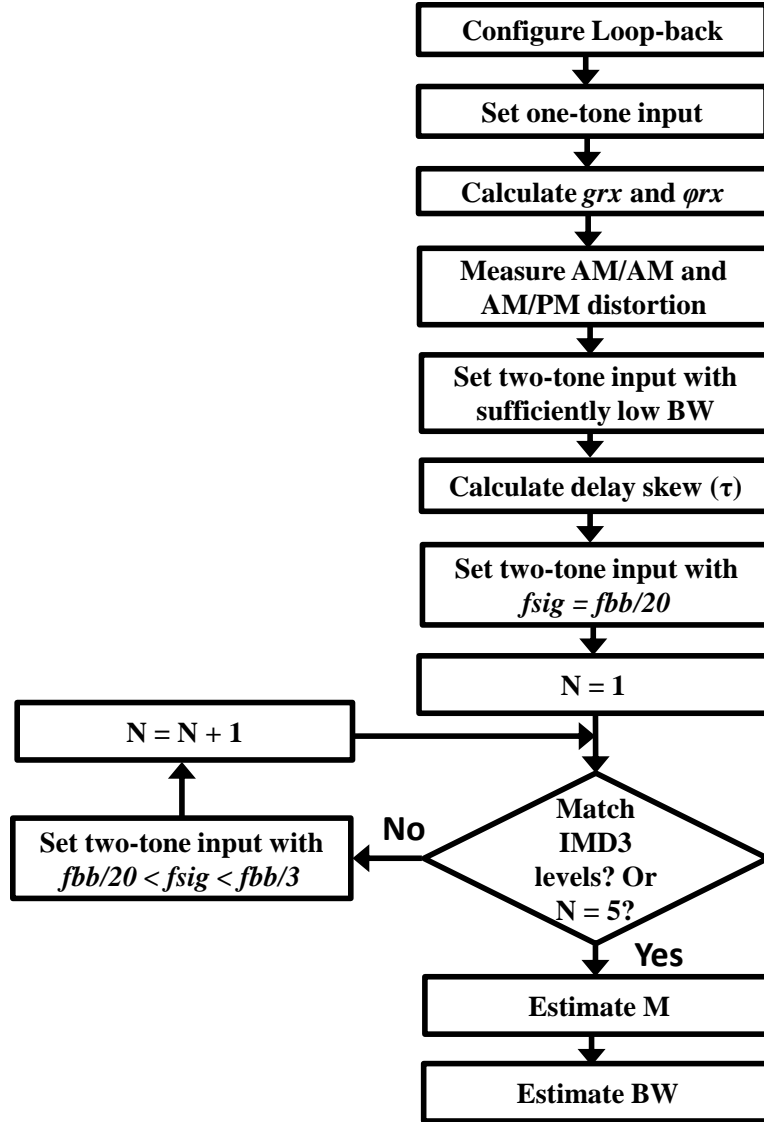 Configure Loop-back
Set one-tone input
Calculate grx and φrx
Measure AM/AM and
AM/PM distortion
Set two-tone input with
sufficiently low BW
Calculate delay skew (τ)
Set two-tone input with
fsig = fbb/20
N = 1
N = N + 1
Match
IMD3
levels? Or
N = 5?
No
Set two-tone input with
fbb/20 < fsig < fbb/3
Yes
Estimate M
Estimate BW